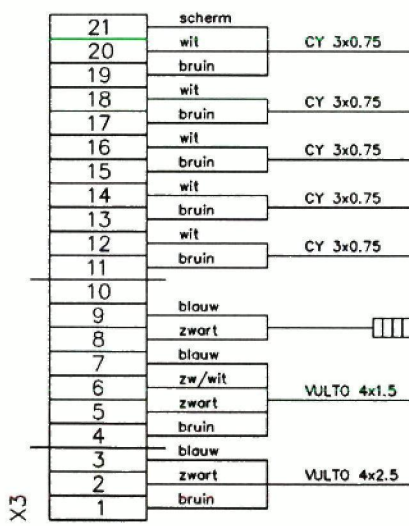 21 scherm
20 wit CY 3x0.75
19 bruin
18 wit CY 3x0.75
17 bruin
16 wit CY 3x0.75
15 bruin
14 wit CY 3x0.75
13 bruin
12 wit CY 3x0.75
11 bruin
10
9 blauw
8 zwart
7 blauw
6 zw/wit
5 zwart VULTO 4x1.5
4 bruin
3 blauw
2 zwart VULTO 4x2.5
1 bruin
X3